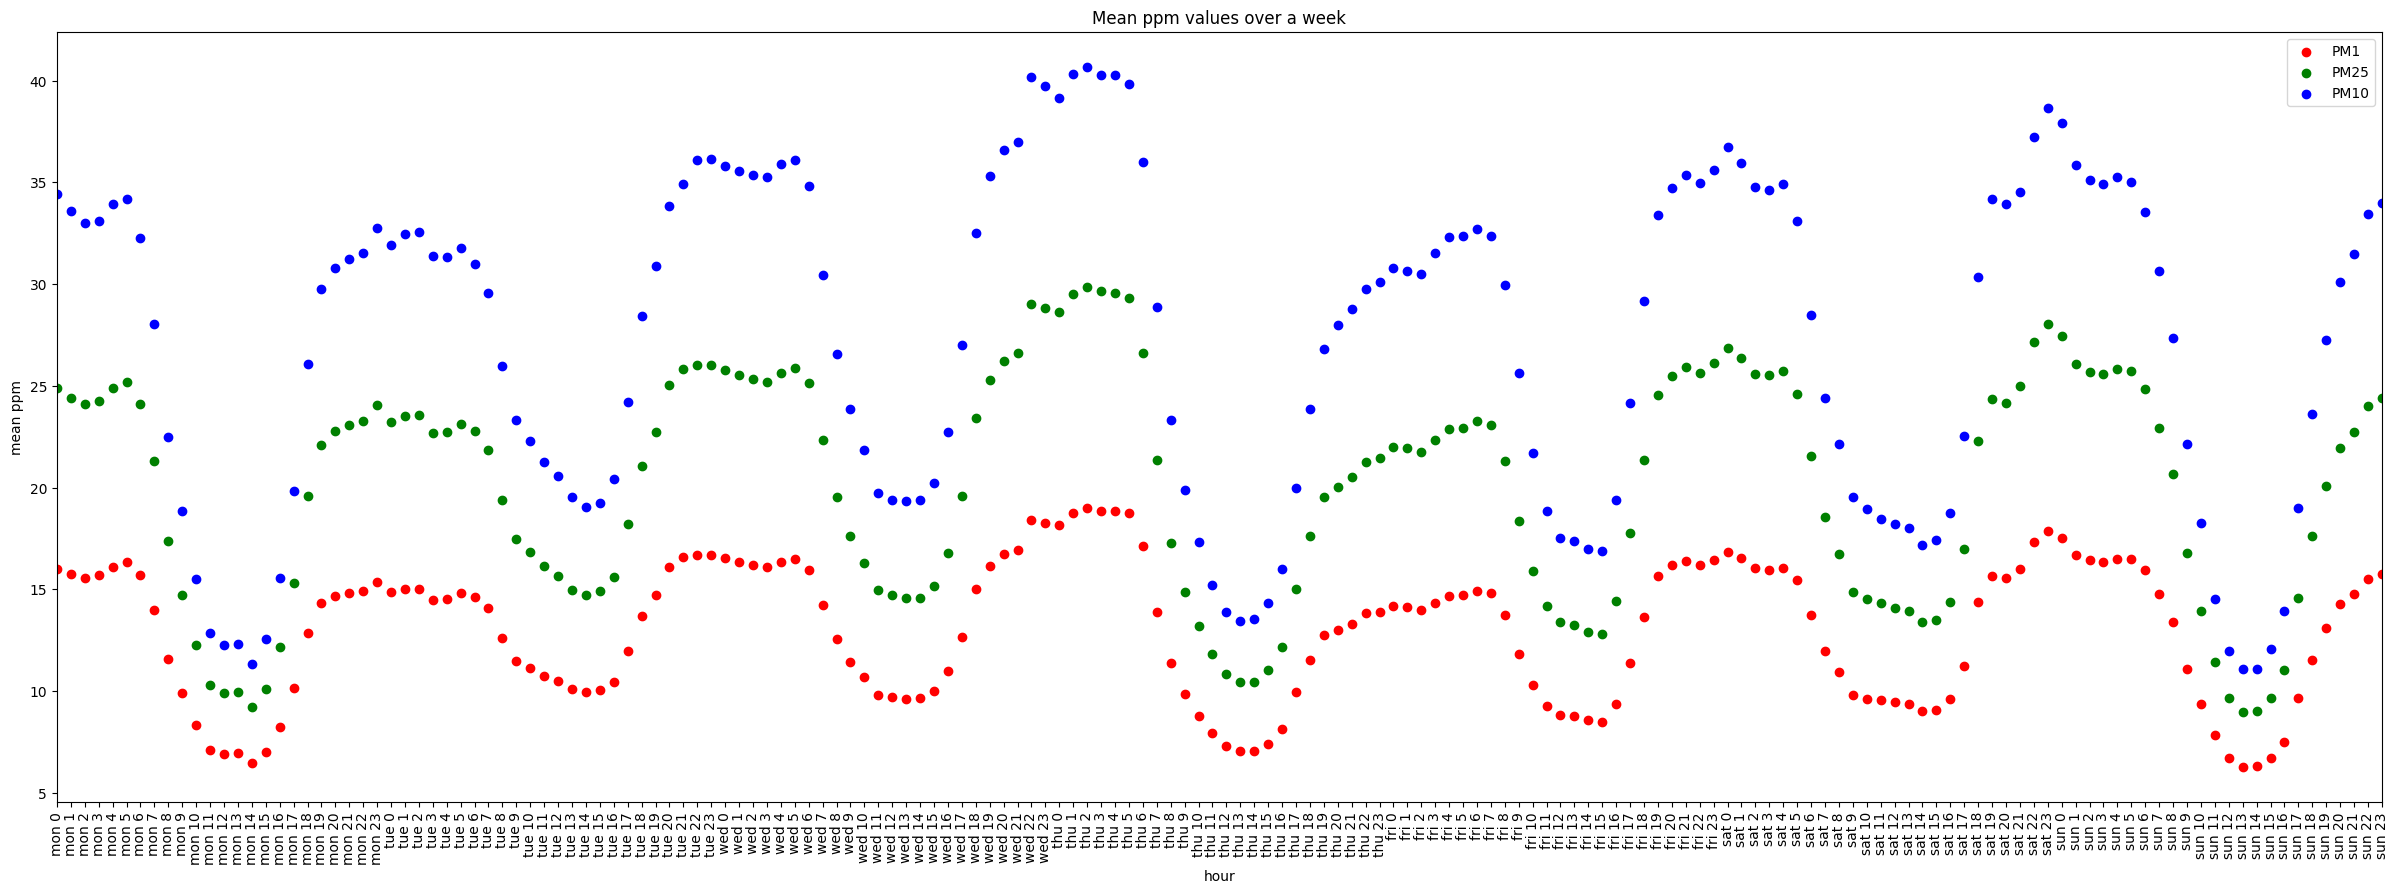 Mean ppm values over a week
PM1
PM25
PM10
mean ppm
40
35
30
25
20
15
10
5
mon 0
mon 1
mon 2
mon 3
mon 4
mon 5
mon 6
mon 7
mon 8
mon 9
mon 10
mon 11
mon 12
mon 13
mon 14
mon 15
mon 16
mon 17
mon 18
mon 19
mon 20
mon 21
mon 22
mon 23
tue 0
tue 1
tue 2
tue 3
tue 4
tue 5
tue 6
tue 7
tue 8
tue 9
tue 10
tue 11
tue 12
tue 13
tue 14
tue 15
tue 16
tue 17
tue 18
tue 19
tue 20
tue 21
tue 22
tue 23
wed 0
wed 1
wed 2
wed 3
wed 4
wed 5
wed 6
wed 7
wed 8
wed 9
wed 10
wed 11
wed 12
wed 13
wed 14
wed 15
wed 16
wed 17
wed 18
wed 19
wed 20
wed 21
wed 22
wed 23
thu 0
thu 1
thu 2
thu 3
thu 4
thu 5
thu 6
thu 7
thu 8
thu 9
thu 10
thu 11
thu 12
thu 13
thu 14
thu 15
thu 16
thu 17
thu 18
thu 19
thu 20
thu 21
thu 22
thu 23
fri 0
fri 1
fri 2
fri 3
fri 4
fri 5
fri 6
fri 7
fri 8
fri 9
fri 10
fri 11
fri 12
fri 13
fri 14
fri 15
fri 16
fri 17
fri 18
fri 19
fri 20
fri 21
fri 22
fri 23
sat 0
sat 1
sat 2
sat 3
sat 4
sat 5
sat 6
sat 7
sat 8
sat 9
sat 10
sat 11
sat 12
sat 13
sat 14
sat 15
sat 16
sat 17
sat 18
sat 19
sat 20
sat 21
sat 22
sat 23
sun 0
sun 1
sun 2
sun 3
sun 4
sun 5
sun 6
sun 7
sun 8
sun 9
sun 10
sun 11
sun 12
sun 13
sun 14
sun 15
sun 16
sun 17
sun 18
sun 19
sun 20
sun 21
sun 22
sun 23
hour